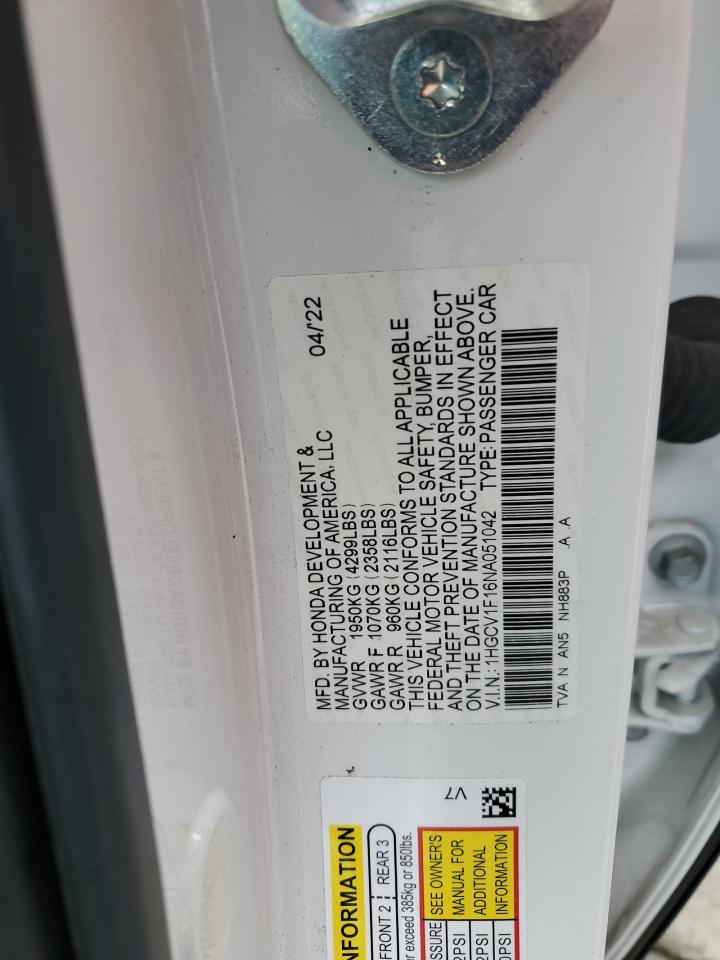 MFD. BY HONDA DEVELOPMENT &
MANUFACTURING OF AMERICA, LLC 04/'22
GVWR 1950KG (4299LBS)
GAWR F 1070KG (2358LBS)
GAWR R 960KG (2116LBS)
THIS VEHICLE CONFORMS TO ALL APPLICABLE
FEDERAL MOTOR VEHICLE SAFETY, BUMPER,
AND THEFT PREVENTION STANDARDS IN EFFECT
ON THE DATE OF MANUFACTURE SHOWN ABOVE.
V.I.N.: 1HGCV1F16NA051042 TYPE: PASSENGER CAR
TVA N AN5 NH883P .A .A
V7
FRONT 2 REAR 3
exceed 385kg or 850lbs.
SEE OWNER'S
MANUAL FOR
ADDITIONAL
INFORMATION